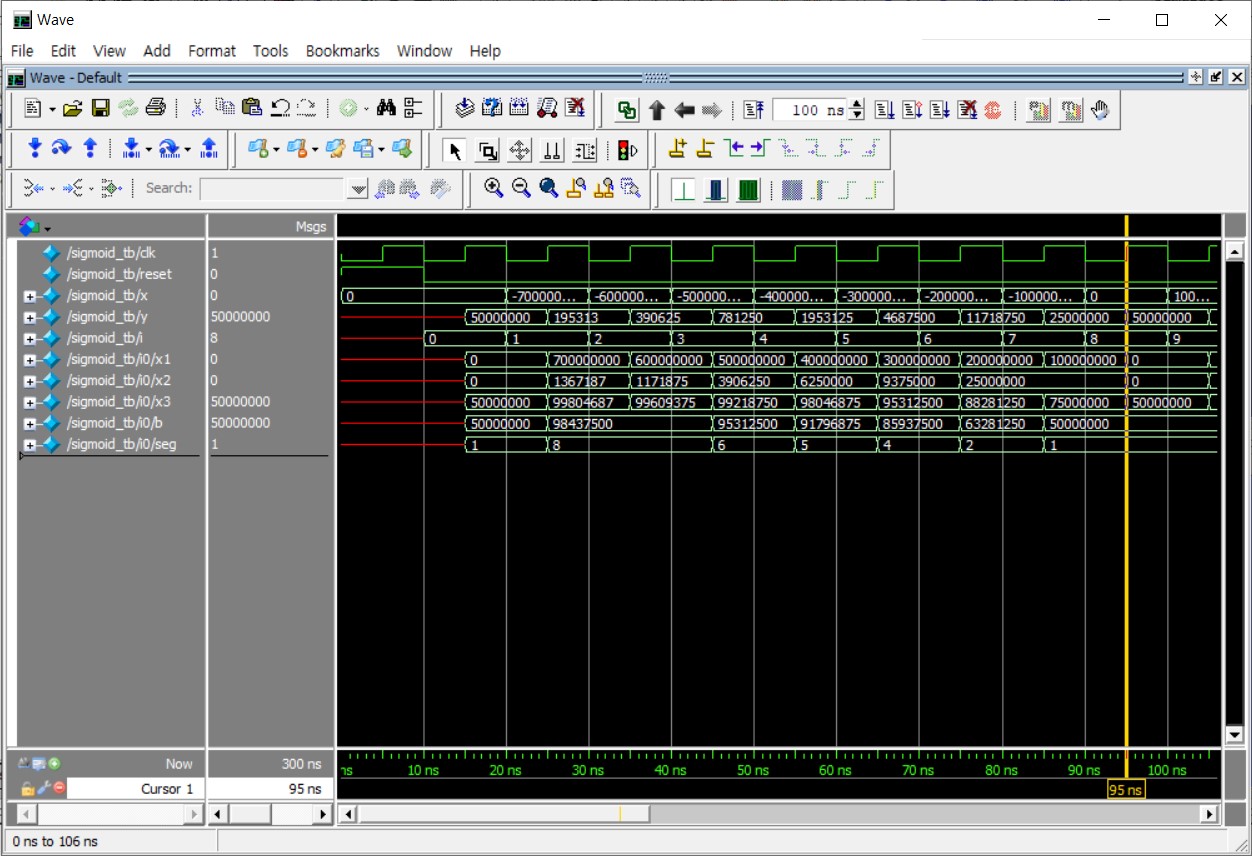 Wave
File Edit View Add Format Tools Bookmarks Window Help
Wave - Default
100 ns
Search:
Msgs
/sigmoid_tb/clk 1
/sigmoid_tb/reset 0
/sigmoid_tb/x 0 0 -700000... -600000... -500000... -400000... -300000... -200000... -100000... 0 100...
/sigmoid_tb/y 50000000 50000000 195313 390625 781250 1953125 4687500 11718750 25000000 50000000
/sigmoid_tb/i 8 0 1 2 3 4 5 6 7 8 9
/sigmoid_tb/i0/x1 0 0 700000000 600000000 500000000 400000000 300000000 200000000 100000000 0
/sigmoid_tb/i0/x2 0 0 1367187 1171875 3906250 6250000 9375000 25000000 0
/sigmoid_tb/i0/x3 50000000 50000000 99804687 99609375 99218750 98046875 95312500 88281250 75000000 50000000
/sigmoid_tb/i0/b 50000000 50000000 98437500 95312500 91796875 85937500 63281250 50000000
/sigmoid_tb/i0/seg 1 1 8 6 5 4 2 1
Now 300 ns ns 10 ns 20 ns 30 ns 40 ns 50 ns 60 ns 70 ns 80 ns 90 ns 100 ns
Cursor 1 95 ns 95 ns
0 ns to 106 ns